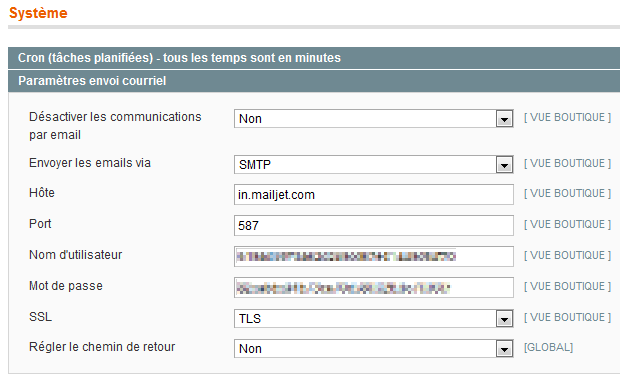 Système
Cron (tâches planifiées) - tous les temps sont en minutes
Paramètres envoi courriel
Désactiver les communications par email Non [ VUE BOUTIQUE ]
Envoyer les emails via SMTP [ VUE BOUTIQUE ]
Hôte in.mailjet.com [ VUE BOUTIQUE ]
Port 587 [ VUE BOUTIQUE ]
Nom d'utilisateur [ VUE BOUTIQUE ]
Mot de passe [ VUE BOUTIQUE ]
SSL TLS [ VUE BOUTIQUE ]
Régler le chemin de retour Non [GLOBAL]